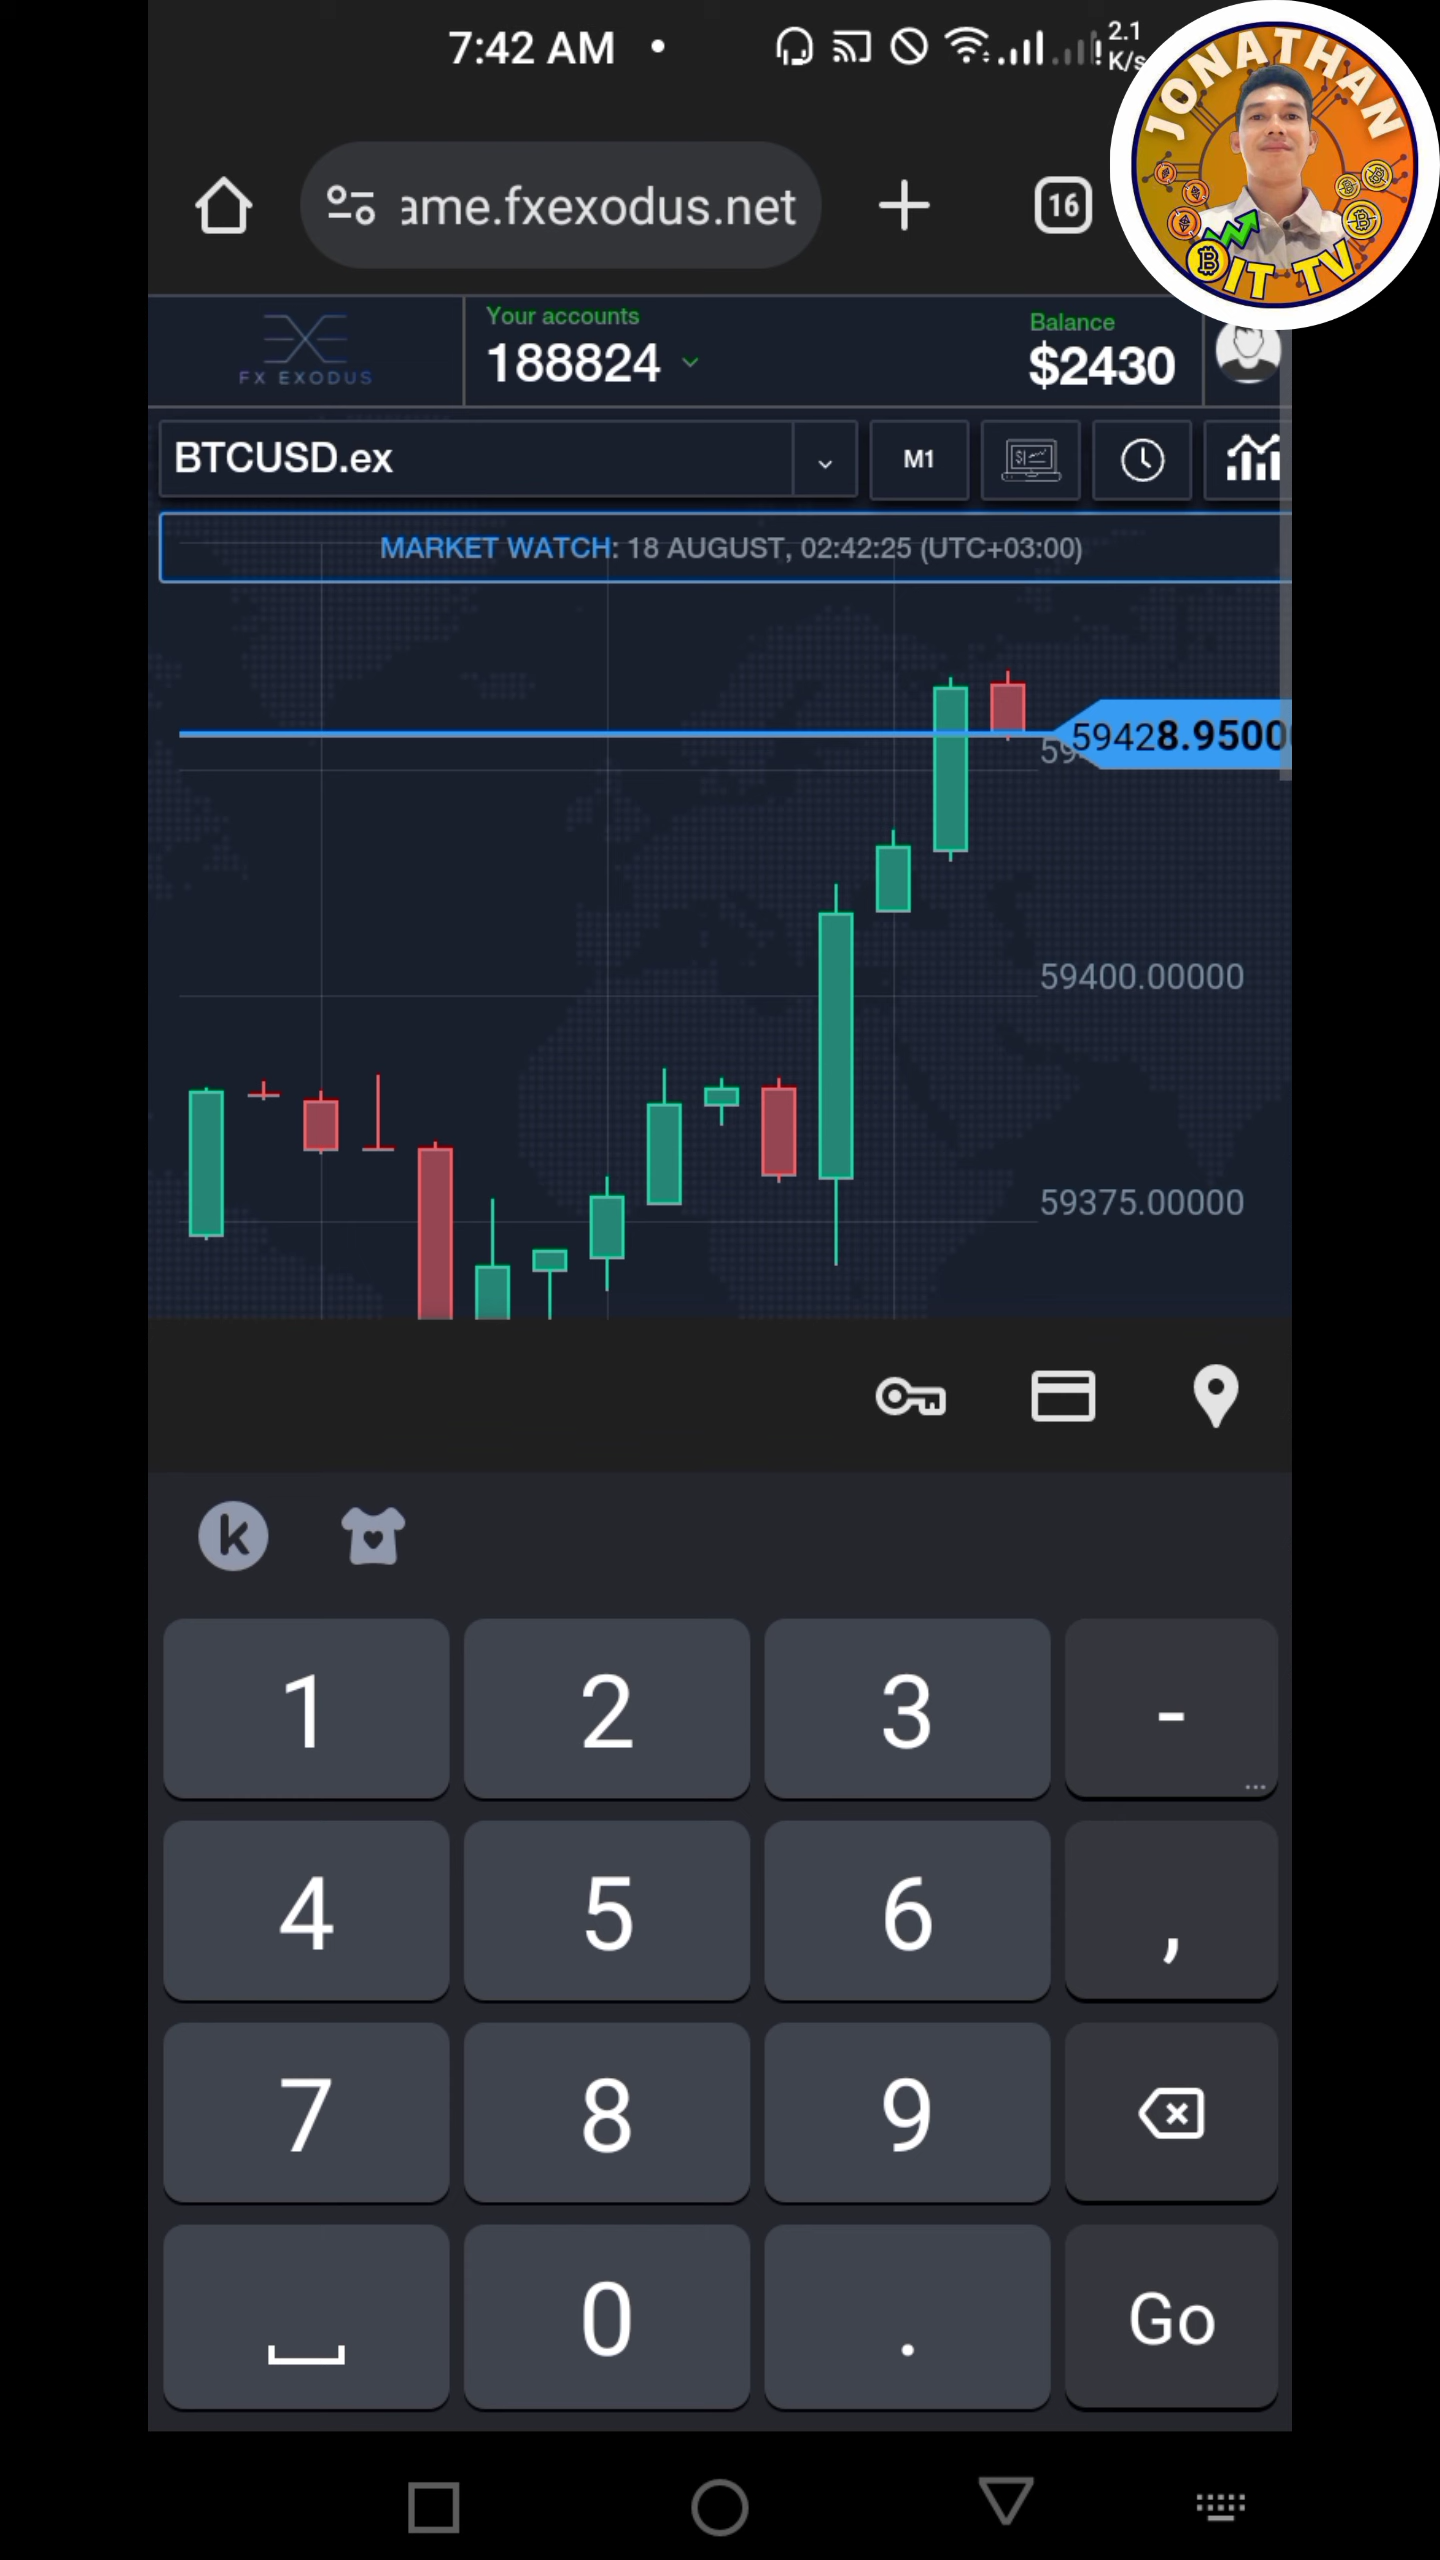 7:42 AM
2.1
K/s
JONATHAN
BIT TV
ame.fxexodus.net
16
FX EXODUS
Your accounts
188824
Balance
$2430
BTCUSD.ex
M1
MARKET WATCH: 18 AUGUST, 02:42:25 (UTC+03:00)
59428.9500
59400.00000
59375.00000
k
1 2 3 -
...
4 5 6 ,
7 8 9
0 . Go